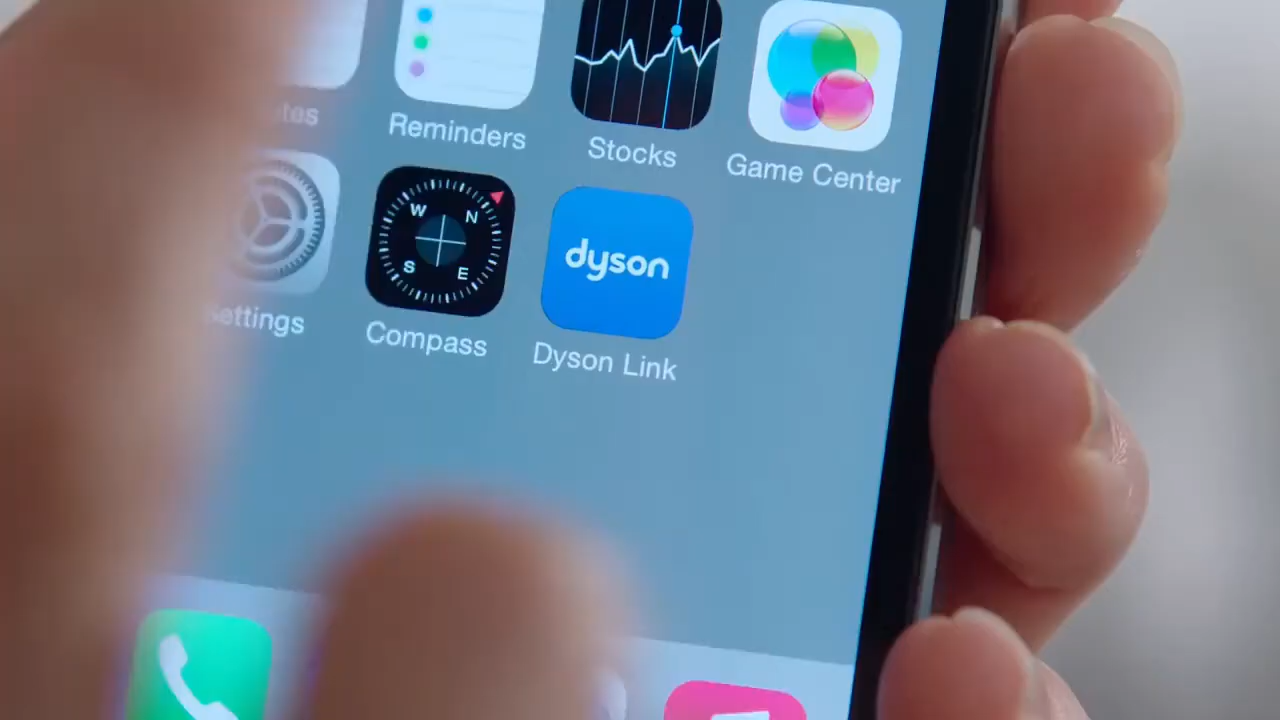 Reminders
Stocks
Game Center
W
N
S
E
dyson
Settings
Compass
Dyson Link